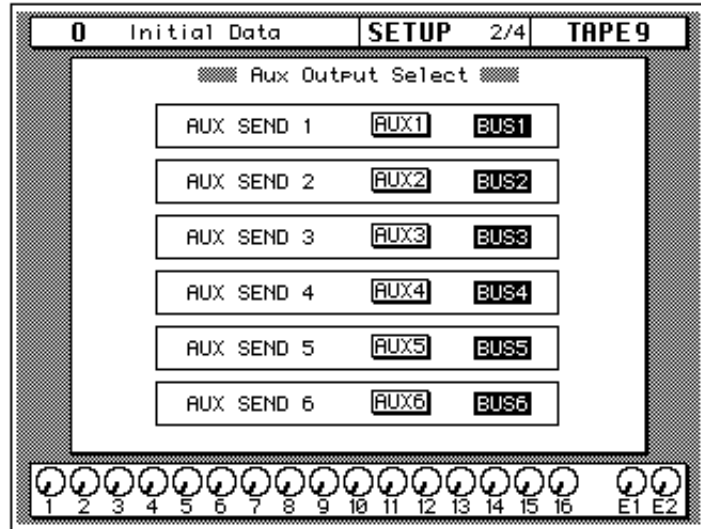 0 Initial Data SETUP 2/4 TAPE 9
Aux Output Select
AUX SEND 1 AUX1 BUS1
AUX SEND 2 AUX2 BUS2
AUX SEND 3 AUX3 BUS3
AUX SEND 4 AUX4 BUS4
AUX SEND 5 AUX5 BUS5
AUX SEND 6 AUX6 BUS6
1 2 3 4 5 6 7 8 9 10 11 12 13 14 15 16 E1 E2